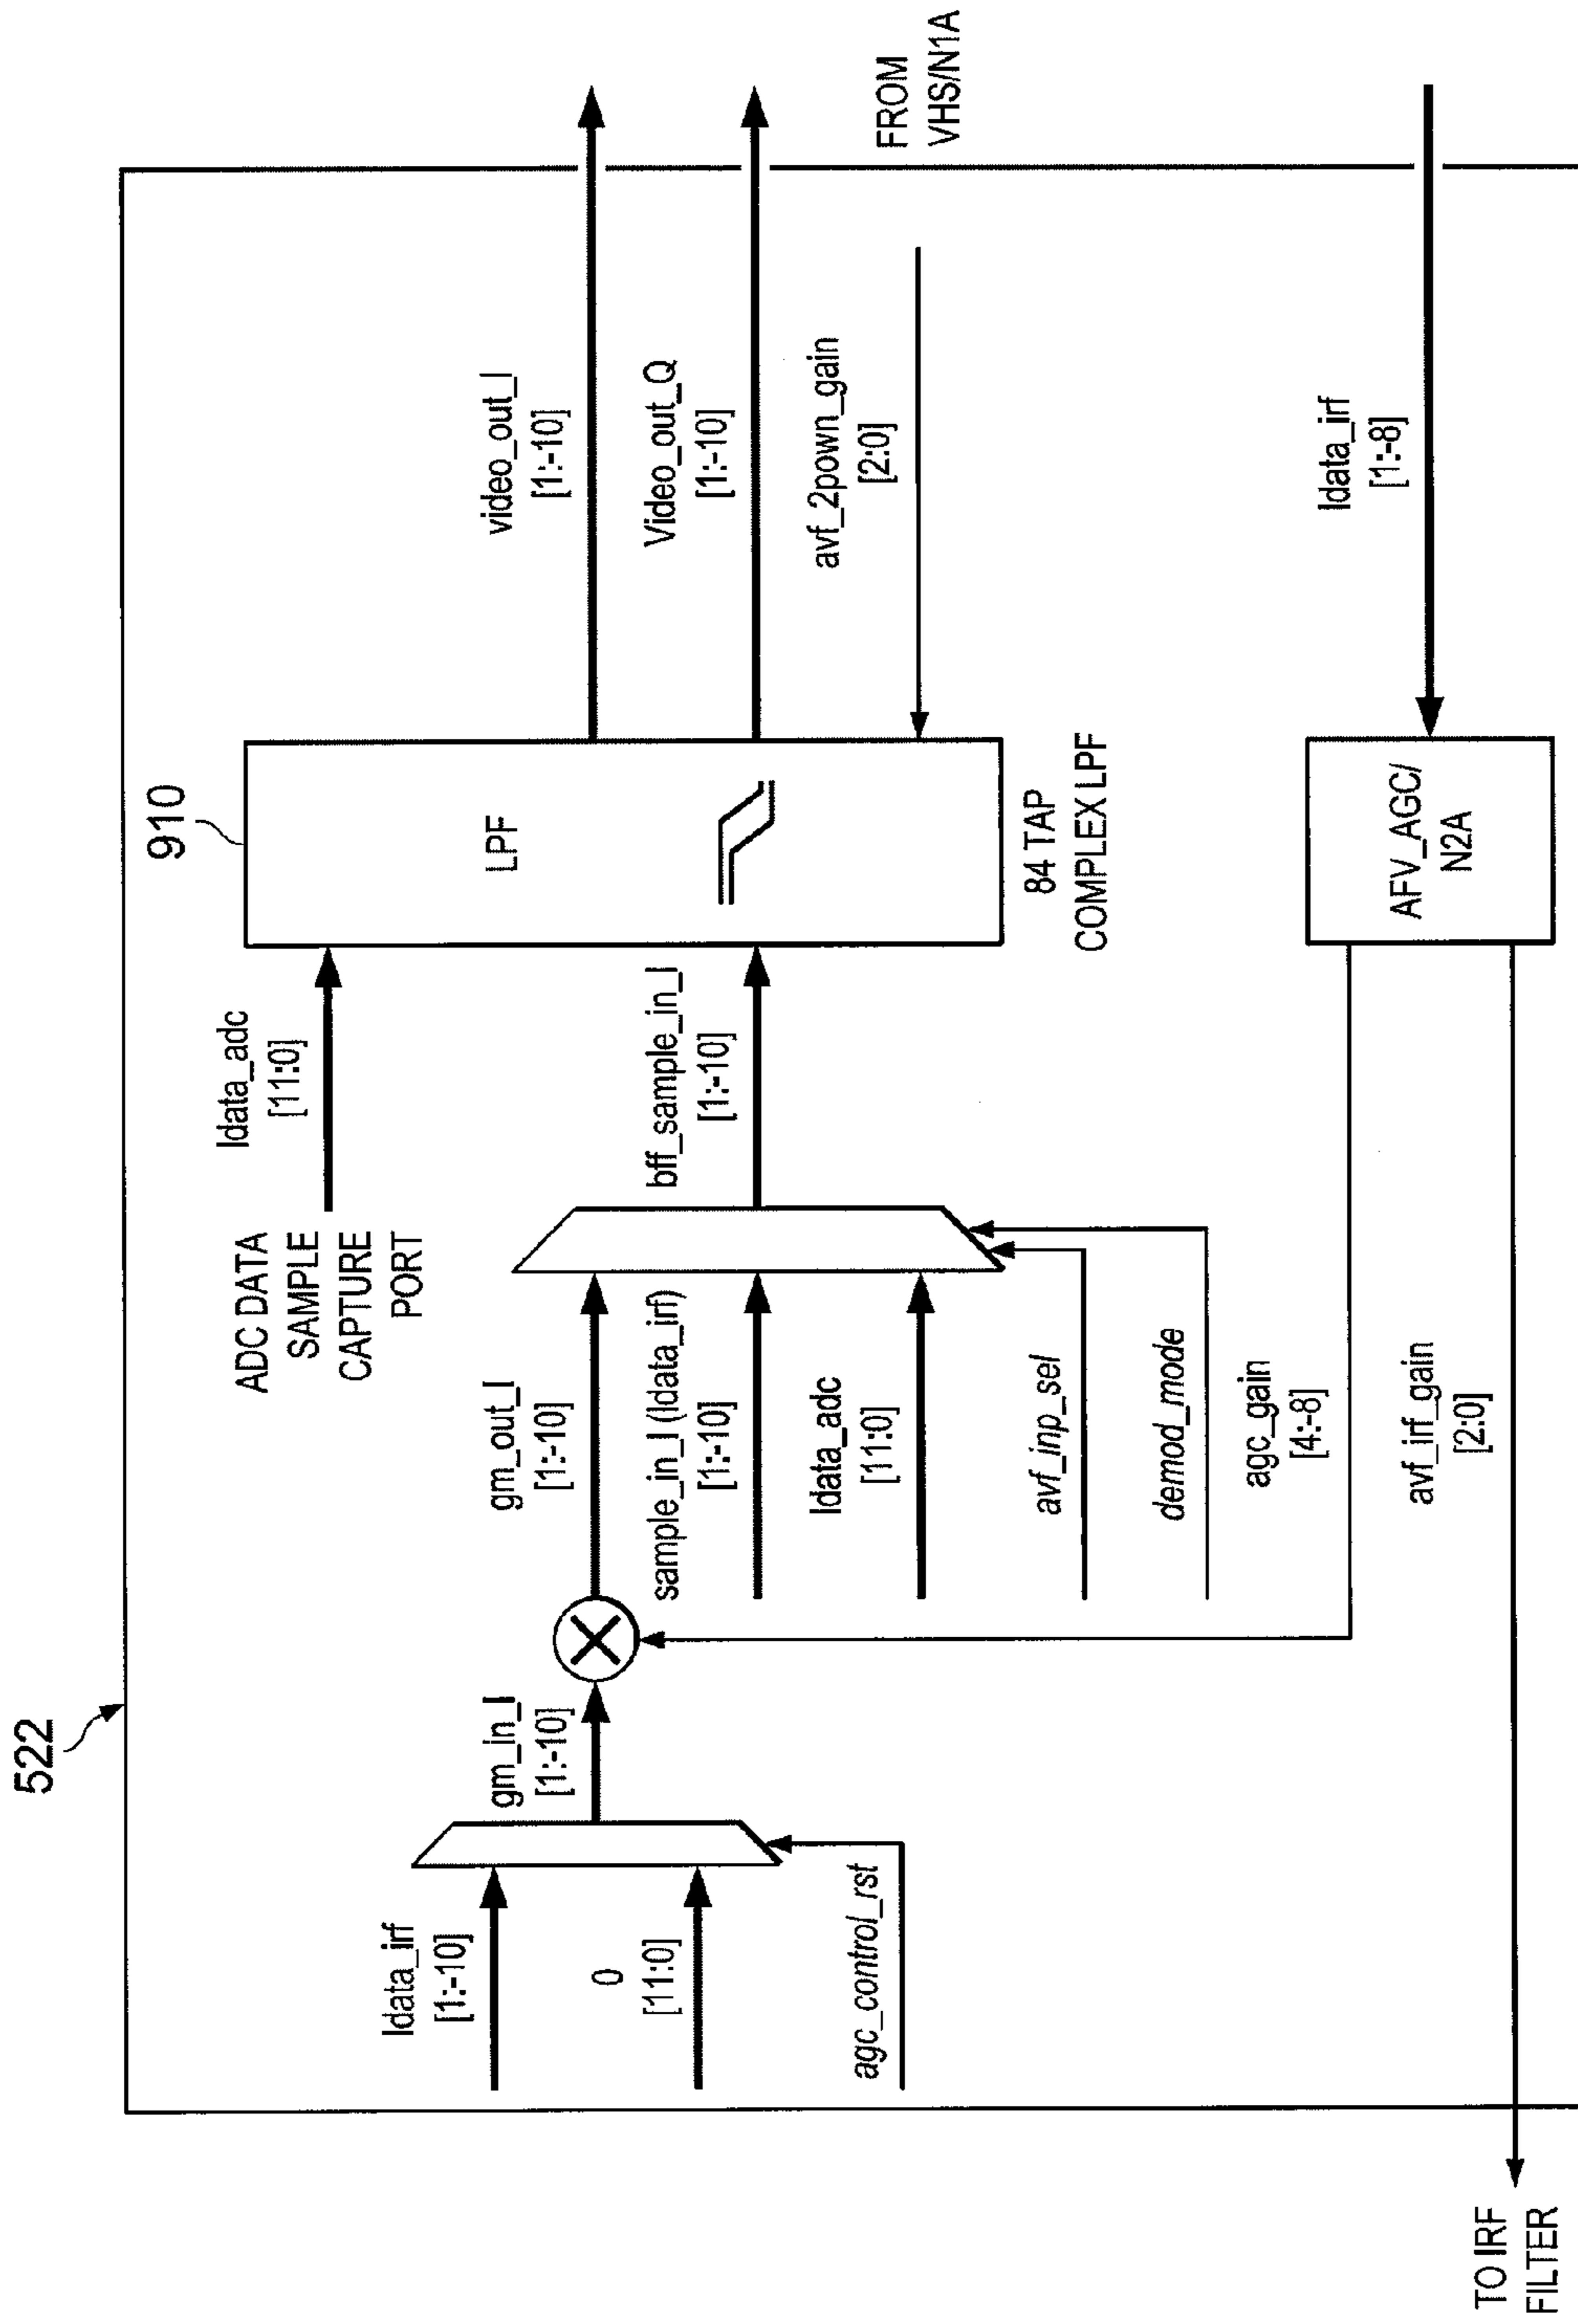 522
Idata_irf
[1:-10]
0
[11:0]
agc_control_rst
gm_in_I
[1:-10]
gm_out_I
[1:-10]
sample_in_I (Idata_irf)
[1:-10]
Idata_adc
[11:0]
avf_inp_sel
demod_mode
agc_gain
[4:-8]
avf_irf_gain
[2:0]
TO IRF
FILTER
ADC DATA
SAMPLE
CAPTURE
PORT
Idata_adc
[11:0]
bff_sample_in_I
[1:-10]
910
LPF
84 TAP
COMPLEX LPF
AFV_AGC/
N2A
video_out_I
[1:-10]
Video_out_Q
[1:-10]
avf_2pown_gain
[2:0]
FROM
VHS/N1A
Idata_irf
[1:-8]